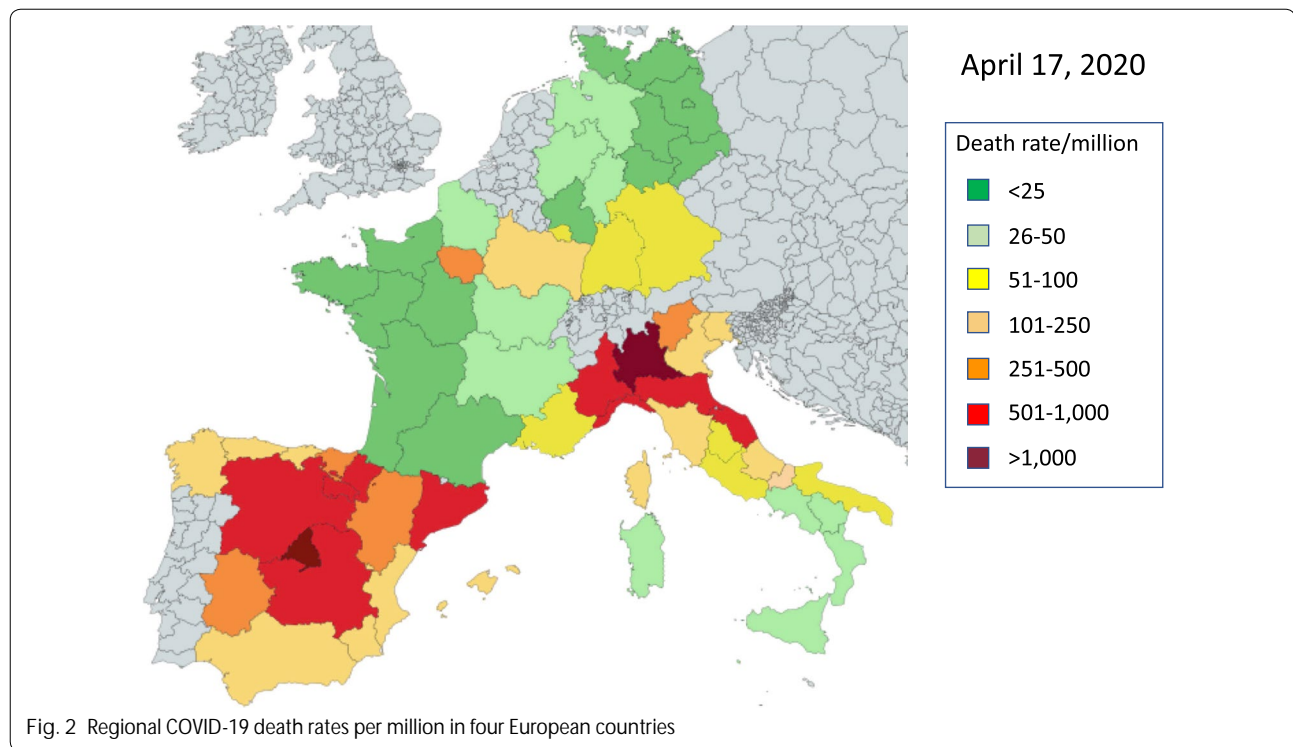 April 17, 2020
Death rate/million
<25
26-50
51-100
101-250
251-500
501-1,000
>1,000
Fig. 2 Regional COVID-19 death rates per million in four European countries